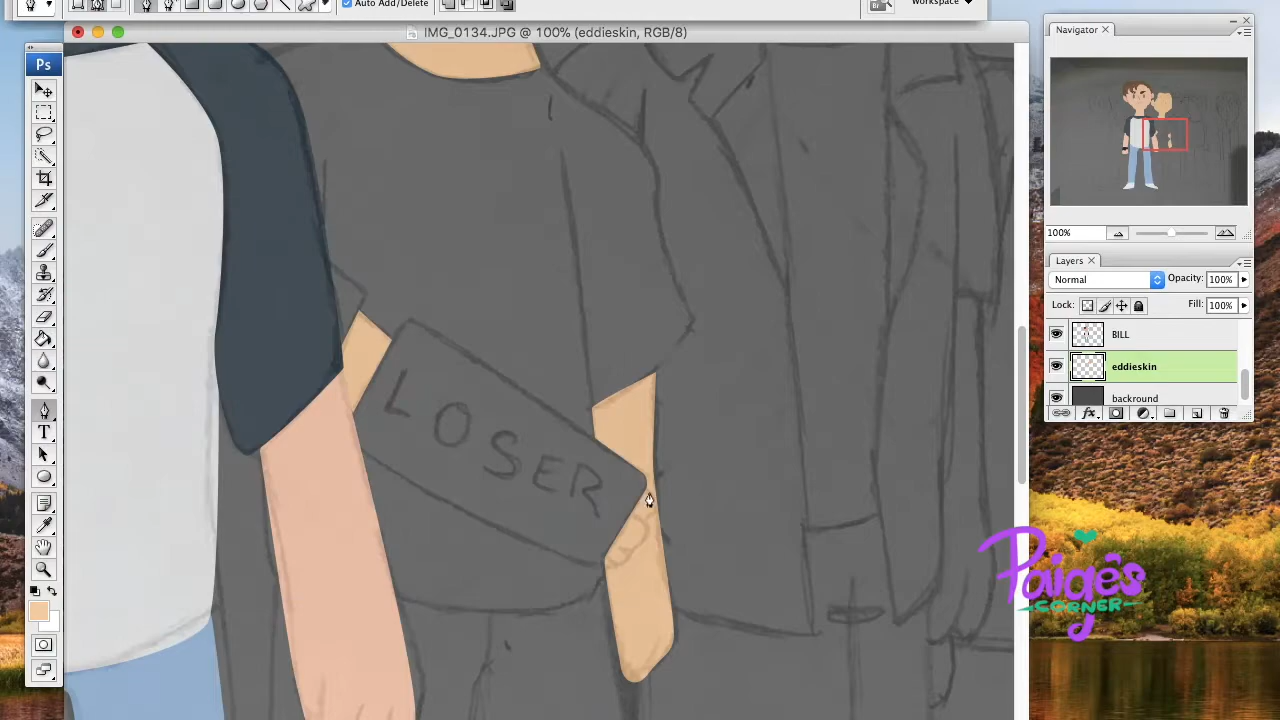 Auto Add/Delete
Workspace
IMG_0134.JPG @ 100% (eddieskin, RGB/8)
Navigator
Ps
100%
Layers
Normal
Opacity: 100%
Lock:
Fill: 100%
BILL
eddieskin
backround
LOSER
T
Paige's
CORNER